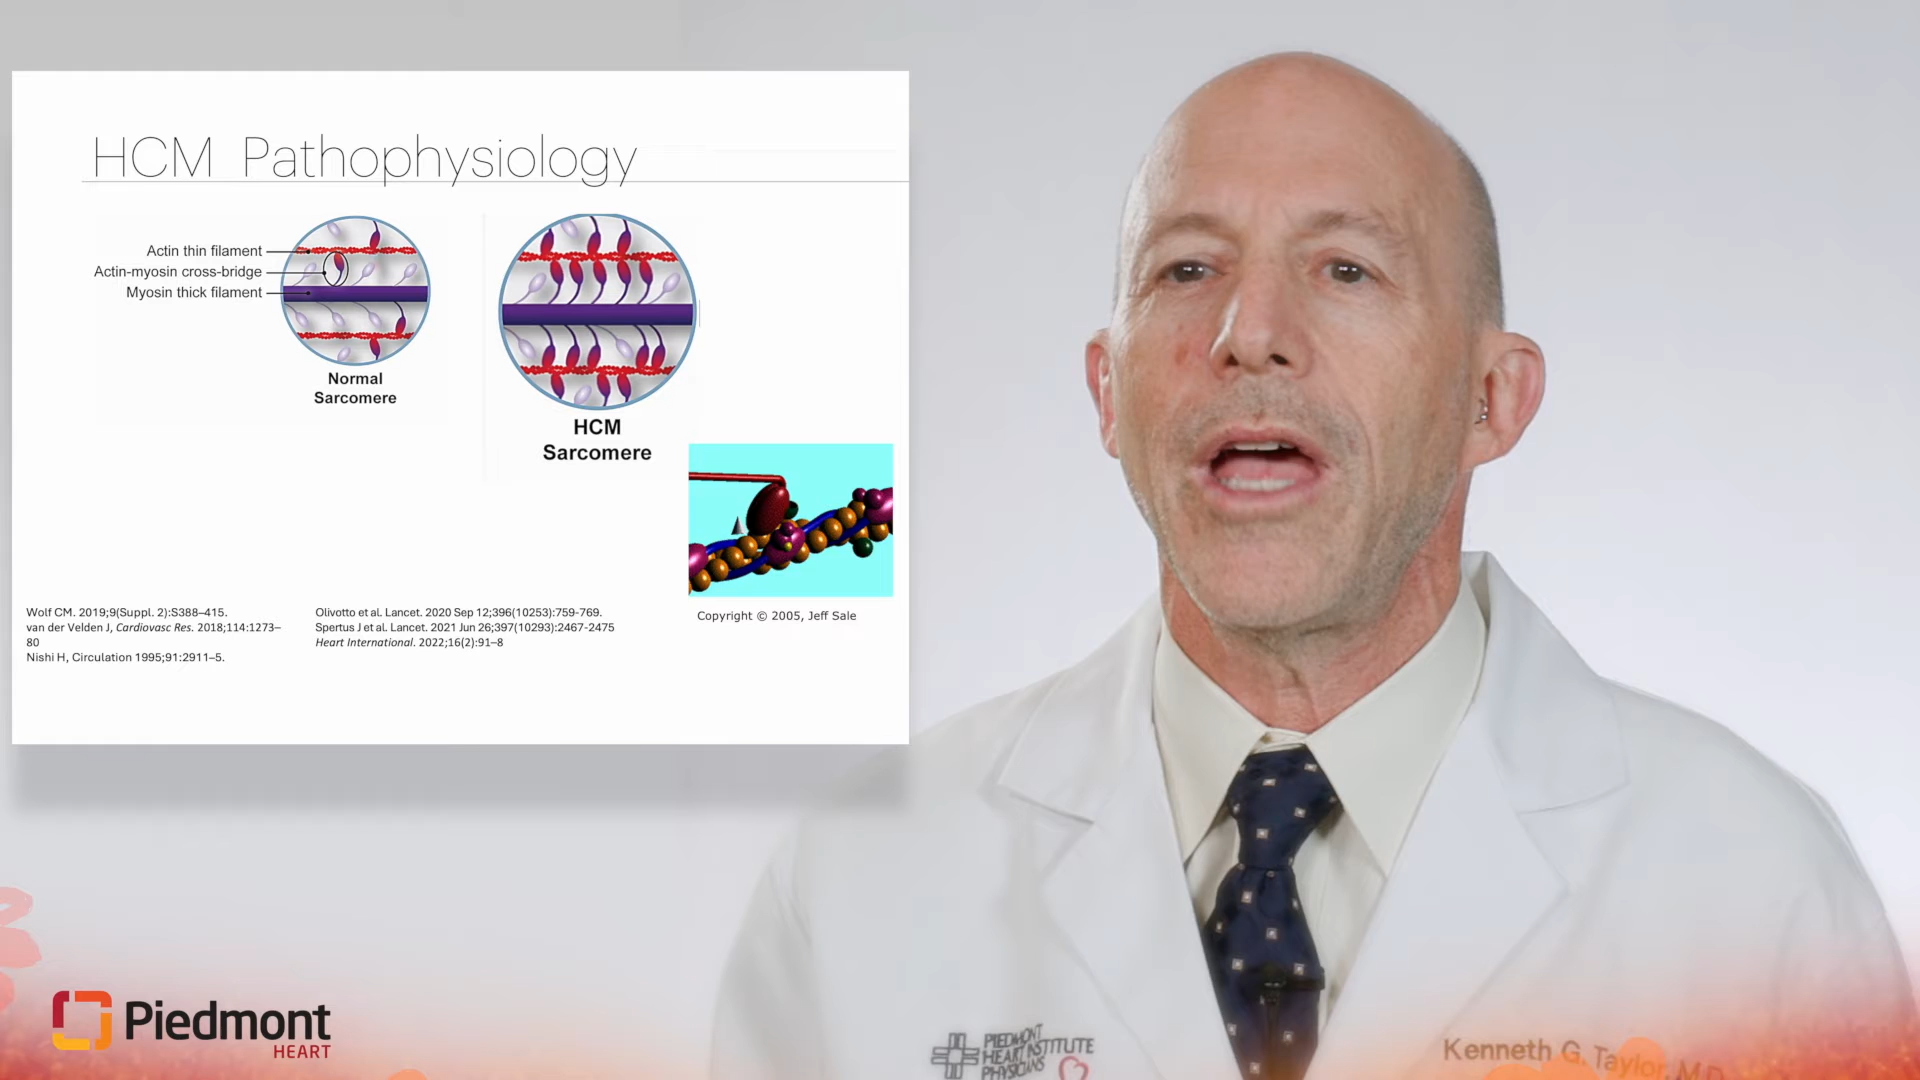 HCM Pathophysiology
Actin thin filament
Actin-myosin cross-bridge
Myosin thick filament
Normal
Sarcomere
HCM
Sarcomere
Wolf CM. 2019;9(Suppl. 2):S388–415.
van der Velden J, Cardiovasc Res. 2018;114:1273–
80
Nishi H, Circulation 1995;91:2911–5.
Olivotto et al. Lancet. 2020 Sep 12;396(10253):759-769.
Spertus J et al. Lancet. 2021 Jun 26;397(10293):2467-2475
Heart International. 2022;16(2):91–8
Copyright © 2005, Jeff Sale
Piedmont
HEART
PIEDMONT
HEART INSTITUTE
PHYSICIANS
Kenneth G. Taylor, M.D.